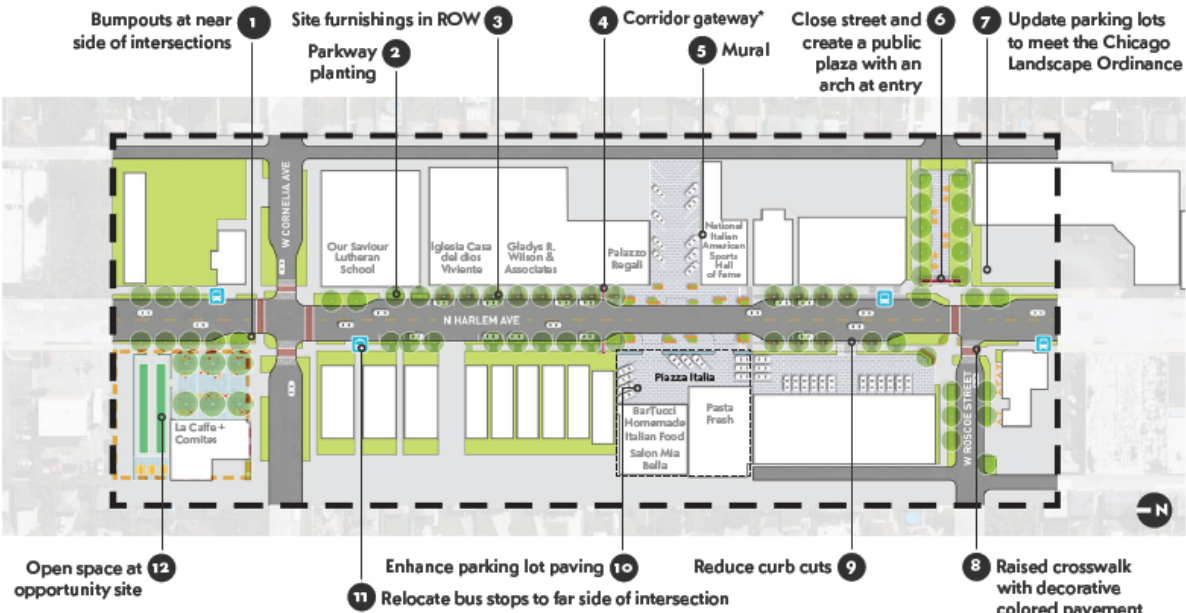 Bumpouts at near
side of intersections
1
Site furnishings in ROW 3
Parkway
planting
2
4 Corridor gateway*
5 Mural
Close street and
create a public
plaza with an
arch at entry
6
7 Update parking lots
to meet the Chicago
Landscape Ordinance
W CORNELIA AVE
Our Saviour
Lutheran
School
Iglesia Casa
del dios
Viviente
Gladys R.
Wilson &
Associates
Palazzo
Regali
National
Italian
American
Sports
Hall
of fame
N HARLEM AVE
La Caffe +
Comites
Piazza Italia
BarTucci
Homemade
Italian Food
Salon Mia
Bella
Pasta
Fresh
W ROSCOE STREET
N
Open space at
opportunity site
12
11 Relocate bus stops to far side of intersection
Enhance parking lot paving 10
Reduce curb cuts 9
8 Raised crosswalk
with decorative
colored pavement